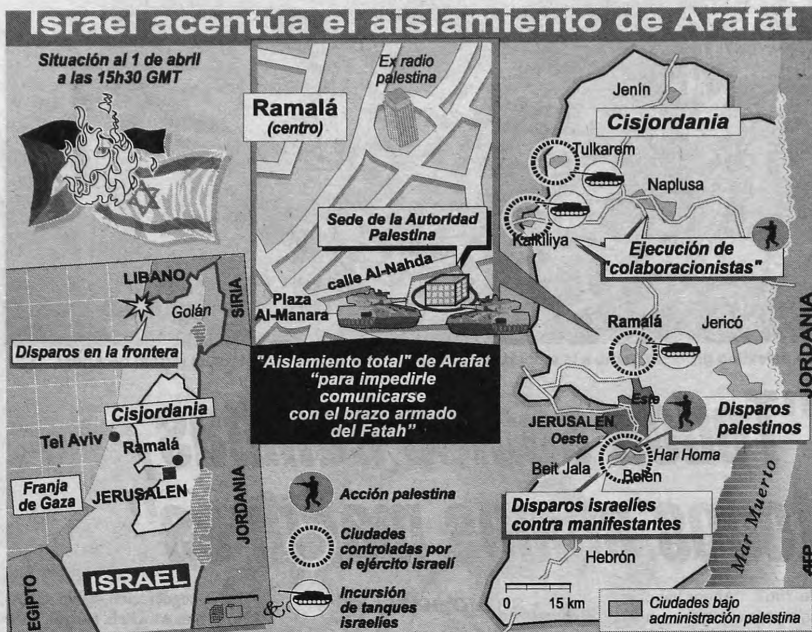 Israel acentúa el aislamiento de Arafat
Situación al 1 de abril
a las 15h30 GMT
LIBANO
SIRIA
Golán
Disparos en la frontera
Cisjordania
Tel Aviv
Ramalá
Franja
de Gaza
JERUSALEN
JORDANIA
ISRAEL
EGIPTO
Ramalá
(centro)
Ex radio
palestina
Sede de la Autoridad
Palestina
calle Al-Nahda
Plaza
Al-Manara
"Aislamiento total" de Arafat
"para impedirle
comunicarse
con el brazo armado
del Fatah"
Acción palestina
Ciudades
controladas por
el ejército israelí
Incursión
de tanques
israelíes
Jenín
Cisjordania
Tulkarem
Naplusa
Kalkiliya
Ejecución de
"colaboracionistas"
Ramalá
Jericó
JORDANIA
Este
JERUSALEN
Oeste
Disparos
palestinos
Har Homa
Beit Jala
Belén
Disparos israelíes
contra manifestantes
Mar Muerto
Hebrón
0 15 km
Ciudades bajo
administración palestina
AFP